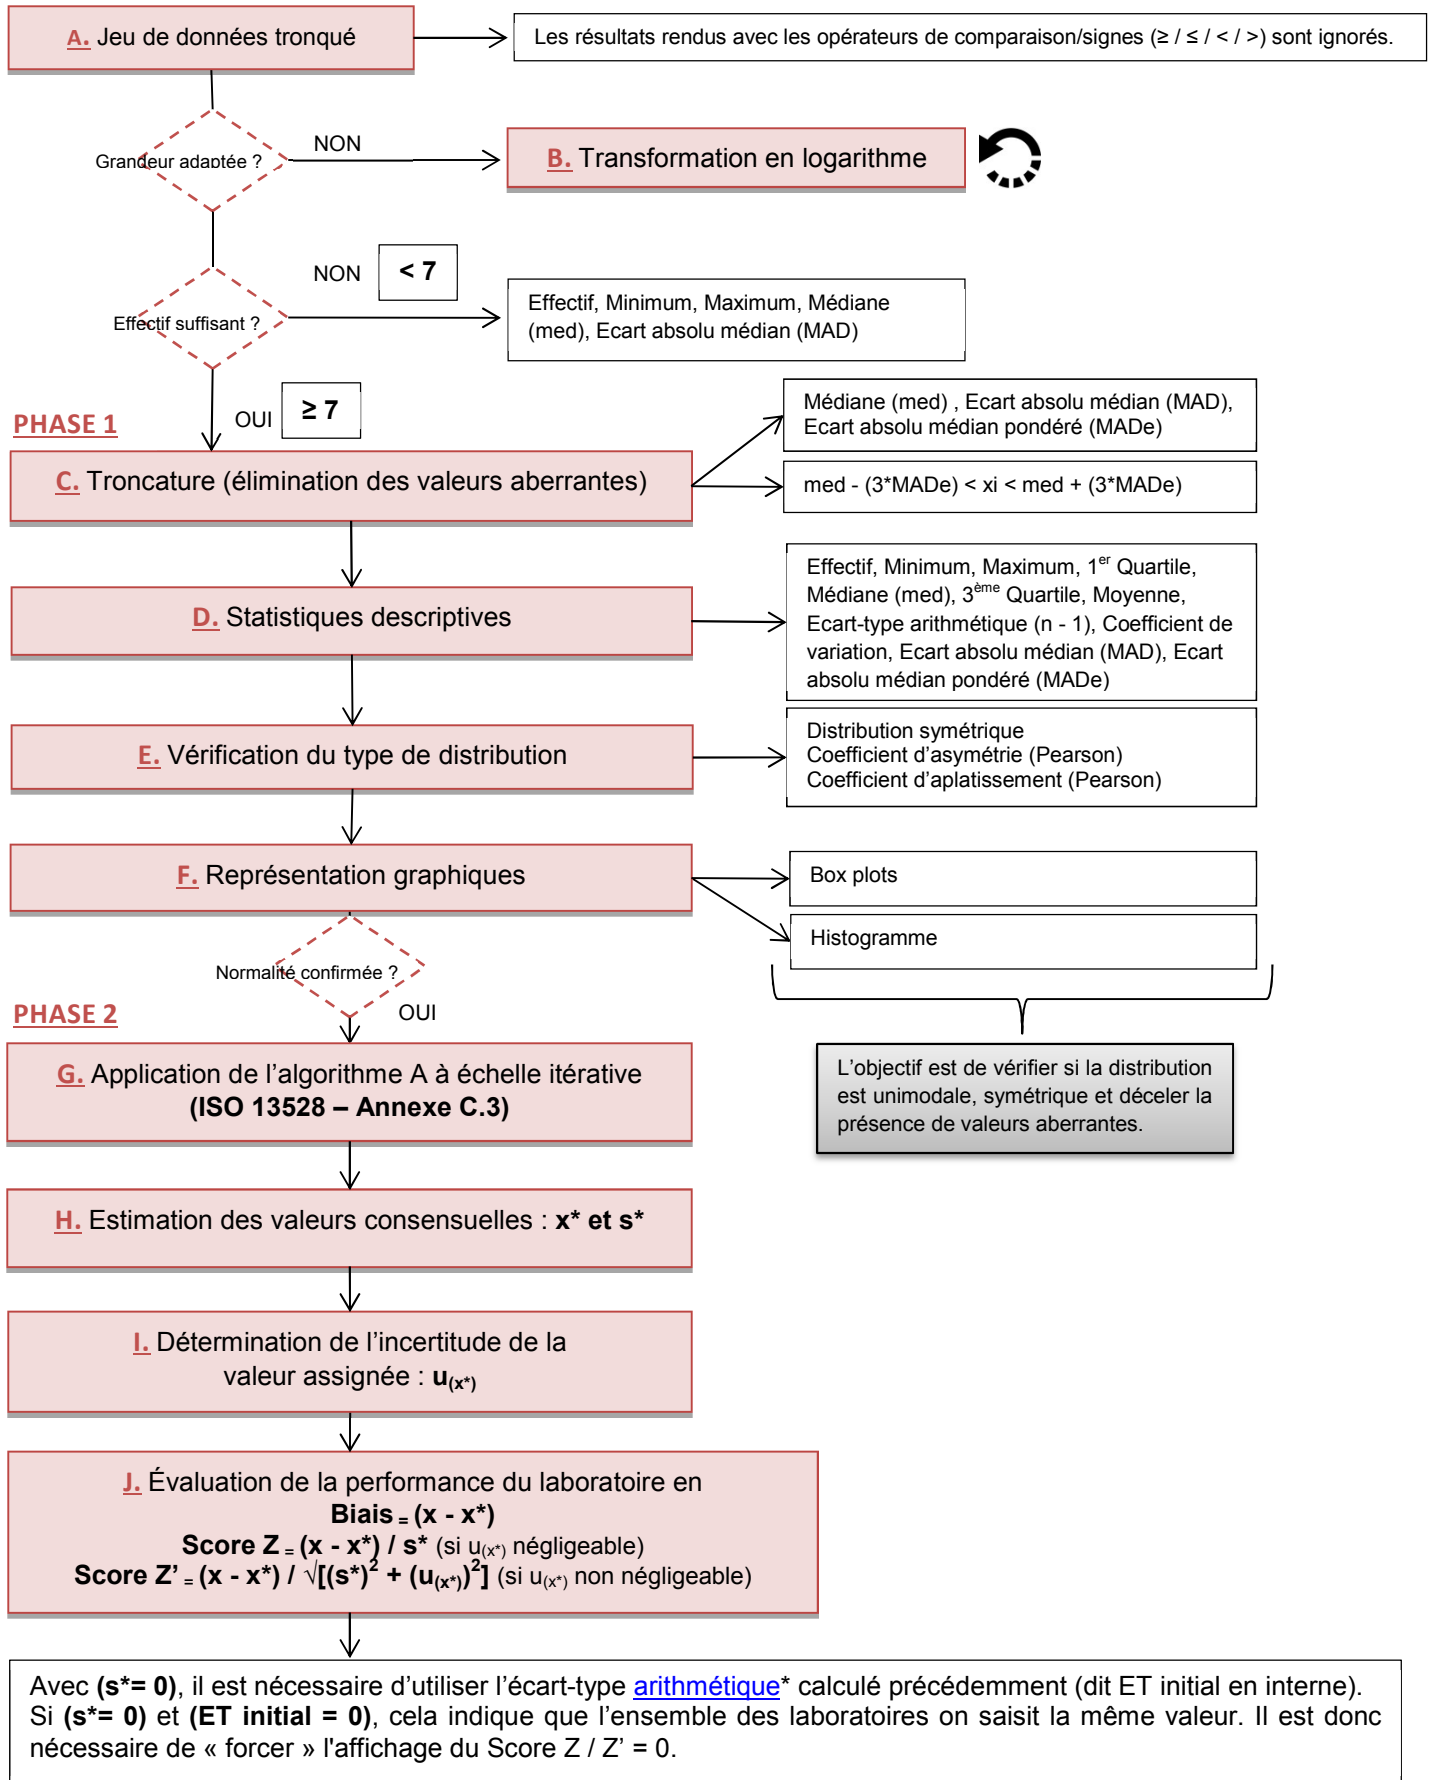 A. Jeu de données tronqué
Les résultats rendus avec les opérateurs de comparaison/signes (≥ / ≤ / < / >) sont ignorés.
Grandeur adaptée ?
NON
B. Transformation en logarithme
Effectif suffisant ?
NON
< 7
Effectif, Minimum, Maximum, Médiane
(med), Ecart absolu médian (MAD)
OUI
≥ 7
PHASE 1
C. Troncature (élimination des valeurs aberrantes)
Médiane (med) , Ecart absolu médian (MAD),
Ecart absolu médian pondéré (MADe)
med - (3*MADe) < xi < med + (3*MADe)
D. Statistiques descriptives
Effectif, Minimum, Maximum, 1er Quartile,
Médiane (med), 3ème Quartile, Moyenne,
Ecart-type arithmétique (n - 1), Coefficient de
variation, Ecart absolu médian (MAD), Ecart
absolu médian pondéré (MADe)
E. Vérification du type de distribution
Distribution symétrique
Coefficient d'asymétrie (Pearson)
Coefficient d'aplatissement (Pearson)
F. Représentation graphiques
Box plots
Histogramme
Normalité confirmée ?
OUI
PHASE 2
L'objectif est de vérifier si la distribution
est unimodale, symétrique et déceler la
présence de valeurs aberrantes.
G. Application de l'algorithme A à échelle itérative
(ISO 13528 – Annexe C.3)
H. Estimation des valeurs consensuelles : x* et s*
I. Détermination de l'incertitude de la
valeur assignée : u(x*)
J. Évaluation de la performance du laboratoire en
Biais = (x - x*)
Score Z = (x - x*) / s* (si u(x*) négligeable)
Score Z' = (x - x*) / √[(s*)² + (u(x*))²] (si u(x*) non négligeable)
Avec (s*= 0), il est nécessaire d'utiliser l'écart-type arithmétique* calculé précédemment (dit ET initial en interne).
Si (s*= 0) et (ET initial = 0), cela indique que l'ensemble des laboratoires on saisit la même valeur. Il est donc
nécessaire de « forcer » l'affichage du Score Z / Z' = 0.